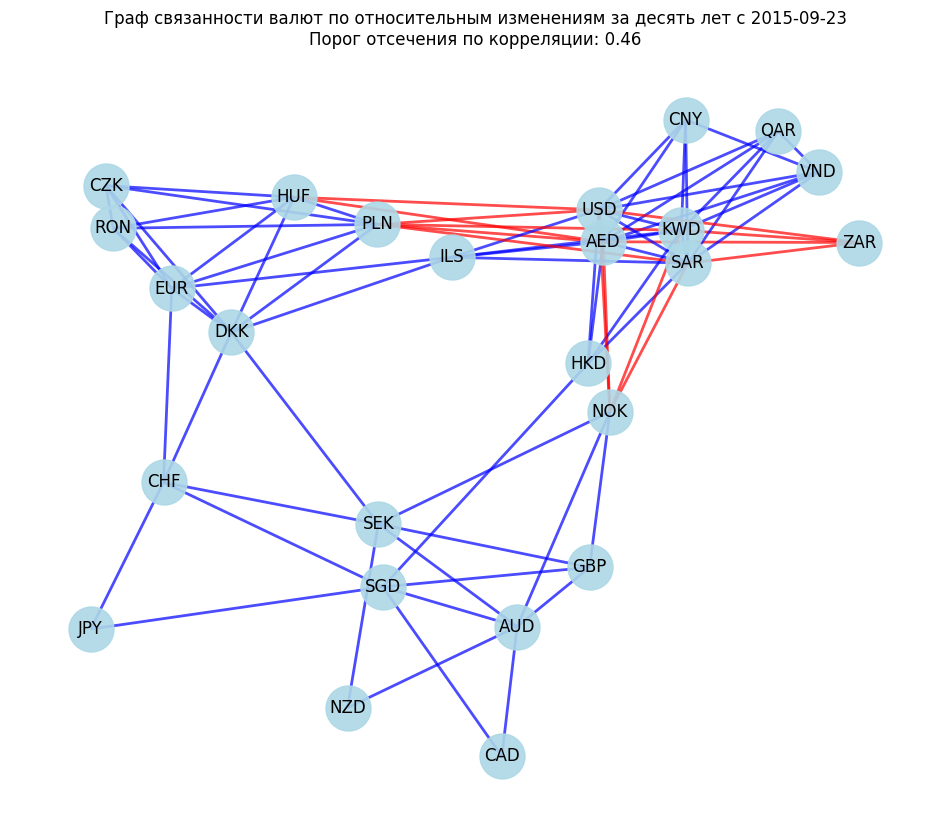 Граф связанности валют по относительным изменениям за десять лет с 2015-09-23
Порог отсечения по корреляции: 0.46
CNY
QAR
VND
CZK
HUF
RON
PLN
USD
KWD
AED
ZAR
ILS
SAR
EUR
DKK
HKD
NOK
CHF
SEK
GBP
SGD
JPY
AUD
NZD
CAD